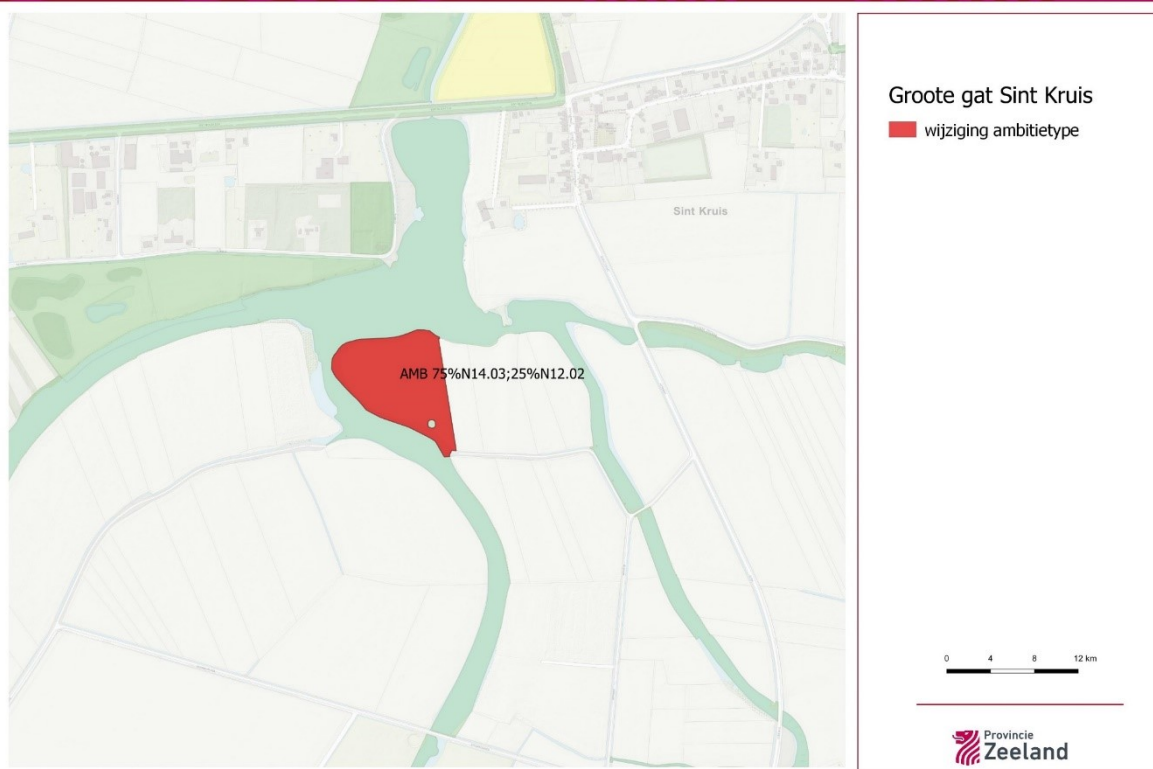 Groote gat Sint Kruis
wijziging ambitietype
Sint Kruis
AMB 75%N14.03;25%N12.02
0 4 8 12 km
Provincie
Zeeland